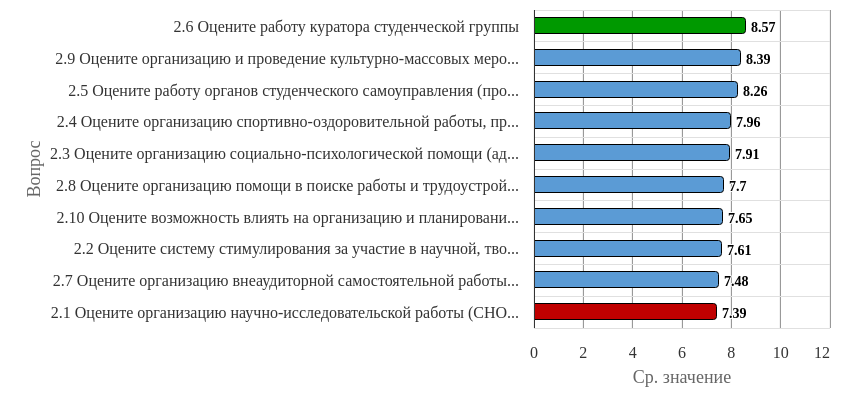 2.6 Оцените работу куратора студенческой группы 8.57
2.9 Оцените организацию и проведение культурно-массовых меро... 8.39
2.5 Оцените работу органов студенческого самоуправления (про... 8.26
2.4 Оцените организацию спортивно-оздоровительной работы, пр... 7.96
2.3 Оцените организацию социально-психологической помощи (ад... 7.91
2.8 Оцените организацию помощи в поиске работы и трудоустрой... 7.7
2.10 Оцените возможность влиять на организацию и планировани... 7.65
2.2 Оцените систему стимулирования за участие в научной, тво... 7.61
2.7 Оцените организацию внеаудиторной самостоятельной работы... 7.48
2.1 Оцените организацию научно-исследовательской работы (СНО... 7.39
Вопрос
0 2 4 6 8 10 12
Ср. значение